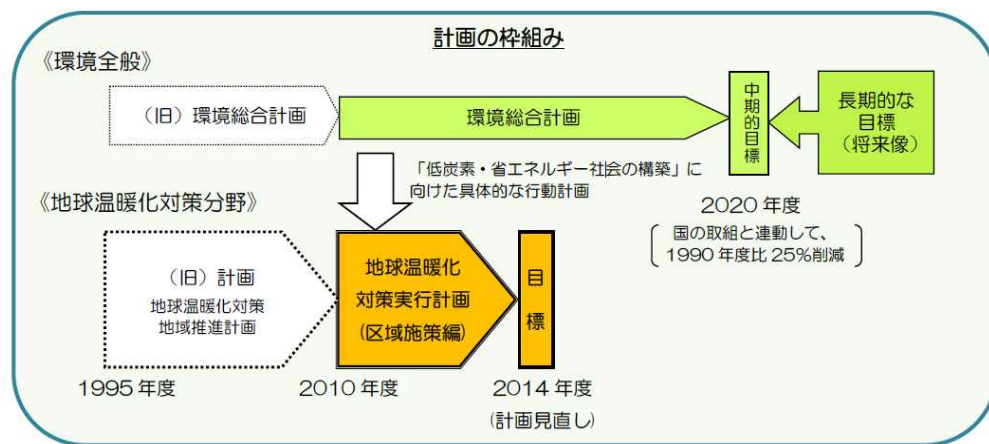 計画の枠組み
《環境全般》
(旧)環境総合計画
環境総合計画
中期的目標
長期的な
目標
(将来像)
「低炭素・省エネルギー社会の構築」に
向けた具体的な行動計画
2020 年度
国の取組と連動して、
1990 年度比 25%削減
《地球温暖化対策分野》
(旧)計画
地球温暖化対策
地域推進計画
地球温暖化
対策実行計画
(区域施策編)
目標
1995 年度
2010 年度
2014 年度
(計画見直し)